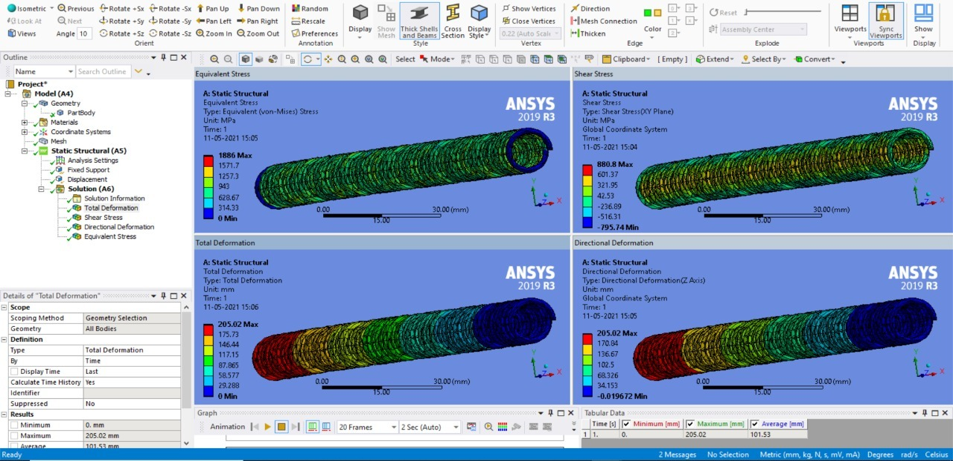 Isometric Previous Rotate +Sx Rotate -Sx Pan Up Pan Down Random
Look At Next Rotate +Sy Rotate -Sy Pan Left Pan Right Rescale
Views Angle 10 Rotate +Sz Rotate -Sz Zoom In Zoom Out Preferences
Orient Annotation
Display Show Mesh Thick Shells and Beams Cross Section Display Style
Style
Show Vertices
Close Vertices
0.22 (Auto Scale)
Vertex
Direction
Mesh Connection
Thicken
Color
Edge
Reset
Assembly Center
Explode
Viewports Sync Viewports
Viewports
Show
Display
Outline
Name Search Outline
Select Mode Clipboard [ Empty ] Extend Select By Convert
Project*
Model (A4)
Geometry
PartBody
Materials
Coordinate Systems
Mesh
Static Structural (A5)
Analysis Settings
Fixed Support
Displacement
Solution (A6)
Solution Information
Total Deformation
Shear Stress
Directional Deformation
Equivalent Stress
Details of "Total Deformation"
Scope
Scoping Method Geometry Selection
Geometry All Bodies
Definition
Type Total Deformation
By Time
Display Time Last
Calculate Time History Yes
Identifier
Suppressed No
Results
Minimum 0. mm
Maximum 205.02 mm
Average 101.53 mm
Equivalent Stress
A: Static Structural
Equivalent Stress
Type: Equivalent (von-Mises) Stress
Unit: MPa
Time: 1
11-05-2021 15:05
ANSYS
2019 R3
1886 Max
1571.7
1257.3
943
628.67
314.33
0 Min
0.00 30.00 (mm)
15.00
Y
Z X
Shear Stress
A: Static Structural
Shear Stress
Type: Shear Stress(XY Plane)
Unit: MPa
Global Coordinate System
Time: 1
11-05-2021 15:04
ANSYS
2019 R3
880.8 Max
601.37
321.95
42.53
-236.89
-516.31
-795.74 Min
0.00 30.00 (mm)
15.00
Y
Z X
Total Deformation
A: Static Structural
Total Deformation
Type: Total Deformation
Unit: mm
Time: 1
11-05-2021 15:06
ANSYS
2019 R3
205.02 Max
175.73
146.44
117.15
87.865
58.577
29.288
0 Min
0.00 30.00 (mm)
15.00
Directional Deformation
A: Static Structural
Directional Deformation
Type: Directional Deformation(Z Axis)
Unit: mm
Global Coordinate System
Time: 1
11-05-2021 15:05
ANSYS
2019 R3
205.02 Max
170.84
136.67
102.5
68.326
34.153
-0.019672 Min
0.00 30.00 (mm)
15.00
Graph
Animation 20 Frames 2 Sec (Auto)
Tabular Data
Time [s] Minimum [mm] Maximum [mm] Average [mm]
1 1. 0. 205.02 101.53
Ready 2 Messages No Selection Metric (mm, kg, N, s, mV, mA) Degrees rad/s Celsius